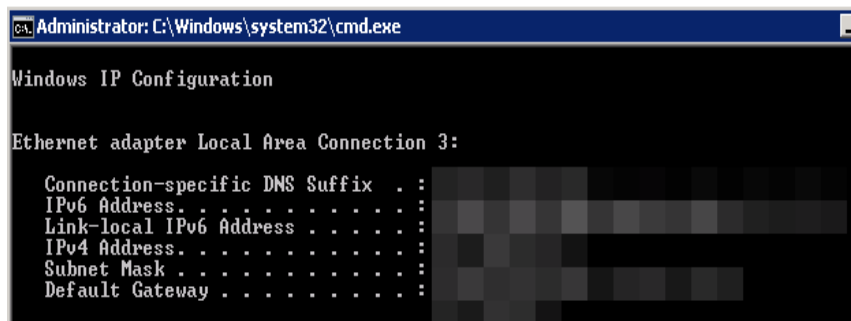 Administrator: C:\Windows\system32\cmd.exe
Windows IP Configuration
Ethernet adapter Local Area Connection 3:
Connection-specific DNS Suffix . :
IPv6 Address. . . . . . . . . . . :
Link-local IPv6 Address . . . . . :
IPv4 Address. . . . . . . . . . . :
Subnet Mask . . . . . . . . . . . :
Default Gateway . . . . . . . . . :